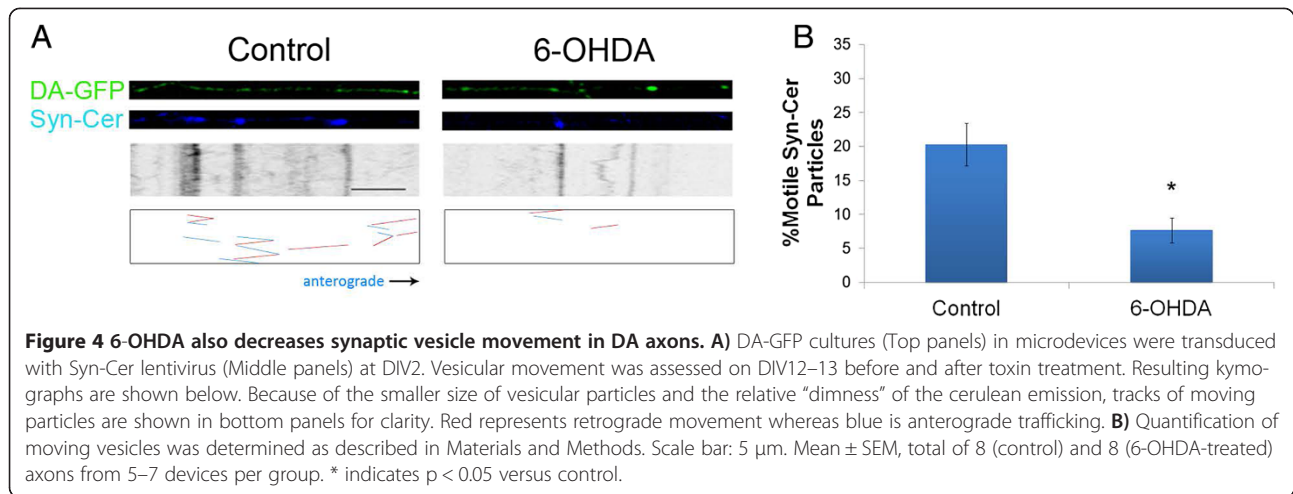 A
Control
6-OHDA
DA-GFP
Syn-Cer
anterograde
B
%Motile Syn-Cer
Particles
35
30
25
20
15
10
5
0
*
Control
6-OHDA
Figure 4 6-OHDA also decreases synaptic vesicle movement in DA axons. A) DA-GFP cultures (Top panels) in microdevices were transduced
with Syn-Cer lentivirus (Middle panels) at DIV2. Vesicular movement was assessed on DIV12–13 before and after toxin treatment. Resulting kymo-
graphs are shown below. Because of the smaller size of vesicular particles and the relative “dimness” of the cerulean emission, tracks of moving
particles are shown in bottom panels for clarity. Red represents retrograde movement whereas blue is anterograde trafficking. B) Quantification of
moving vesicles was determined as described in Materials and Methods. Scale bar: 5 μm. Mean ± SEM, total of 8 (control) and 8 (6-OHDA-treated)
axons from 5–7 devices per group. * indicates p < 0.05 versus control.